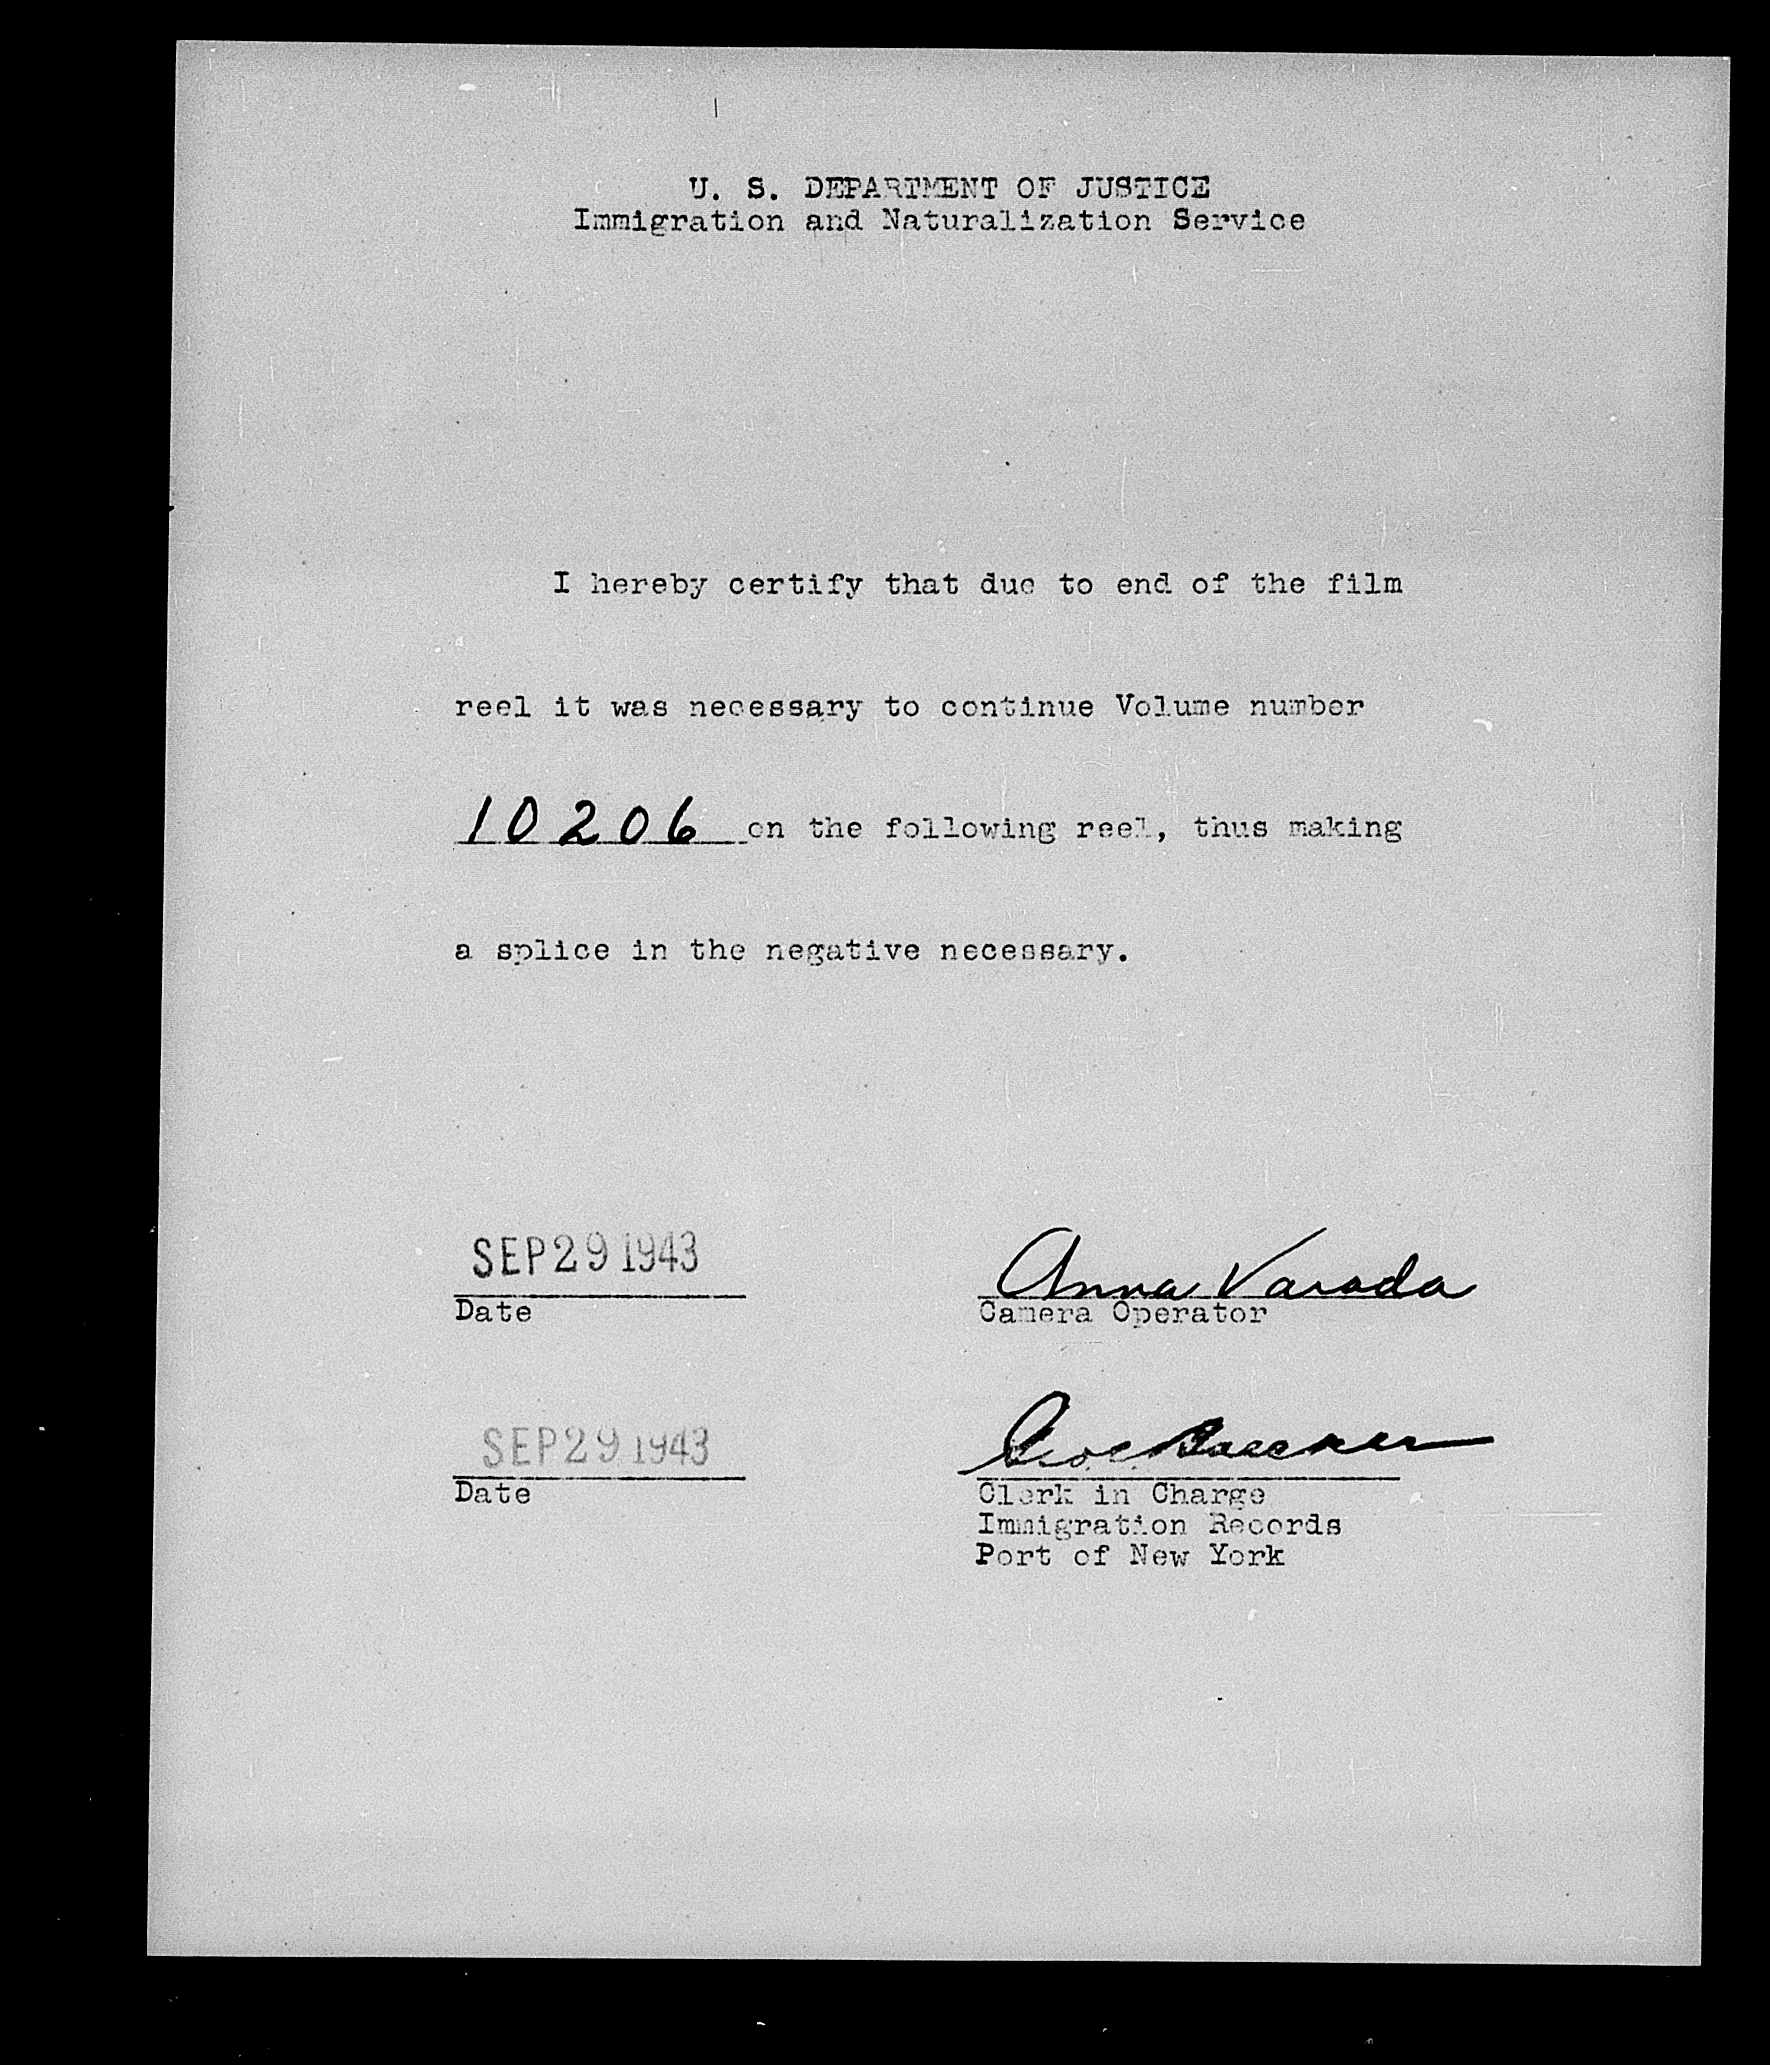 U. S. DEPARTMENT OF JUSTICE
Immigration and Naturalization Service
I hereby certify that due to end of the film
reel it was necessary to continue Volume number
10206 on the following reel, thus making
a splice in the negative necessary.
SEP 29 1943
Anna Varada
Date
Camera Operator
SEP 29 1943
Date
Clerk in Charge
Immigration Records
Port of New York